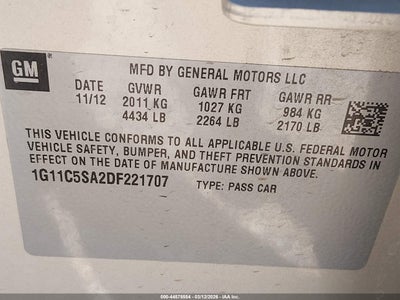 GM
MFD BY GENERAL MOTORS LLC
DATE GVWR GAWR FRT GAWR RR
11/12 2011 KG 1027 KG 984 KG
4434 LB 2264 LB 2170 LB
THIS VEHICLE CONFORMS TO ALL APPLICABLE U.S. FEDERAL MOTOR
VEHICLE SAFETY, BUMPER, AND THEFT PREVENTION STANDARDS
IN EFFECT ON THE DATE OF MANUFACTURE SHOWN ABOVE.
1G11C5SA2DF221707
TYPE: PASS CAR